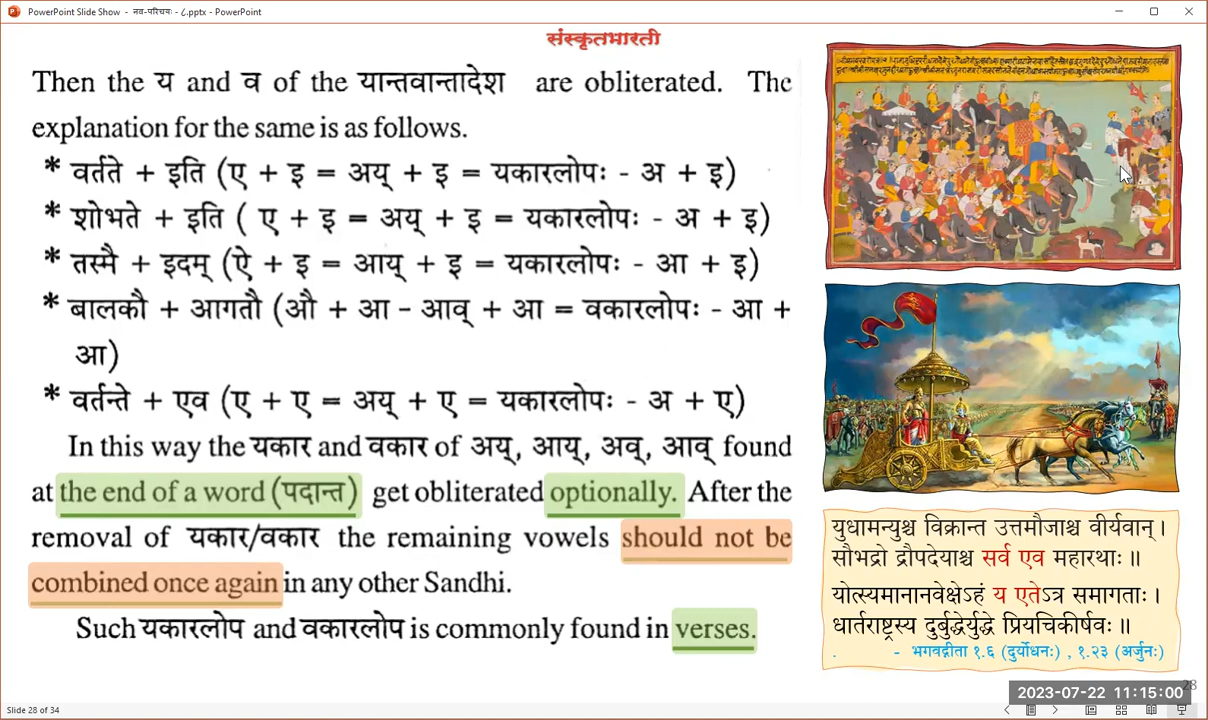 PowerPoint Slide Show - नव-परिचयः - ८.pptx - PowerPoint
संस्कृतभारती
Then the य and व of the यान्तवान्तादेश are obliterated. The
explanation for the same is as follows.
* वर्तते + इति (ए + इ = अय् + इ = यकारलोपः - अ + इ)
* शोभते + इति ( ए + इ = अय् + इ = यकारलोपः - अ + इ)
* तस्मै + इदम् (ऐ + इ = आय् + इ = यकारलोपः - आ + इ)
* बालकौ + आगतौ (औ + आ - आव् + आ = वकारलोपः - आ +
आ)
* वर्तन्ते + एव (ए + ए = अय् + ए = यकारलोपः - अ + ए)
In this way the यकार and वकार of अय्, आय्, अव्, आव् found
at the end of a word (पदान्त) get obliterated optionally. After the
removal of यकार/वकार the remaining vowels should not be
combined once again in any other Sandhi.
Such यकारलोप and वकारलोप is commonly found in verses.
युधामन्युश्च विक्रान्त उत्तमौजाश्च वीर्यवान् ।
सौभद्रो द्रौपदेयाश्च सर्व एव महारथाः ॥
योत्स्यमानानवेक्षेऽहं य एतेऽत्र समागताः ।
धार्तराष्ट्रस्य दुर्बुद्धेर्युद्धे प्रियचिकीर्षवः ॥
. - भगवद्गीता १.६ (दुर्योधनः) , १.२३ (अर्जुनः)
28
2023-07-22 11:15:00
Slide 28 of 34